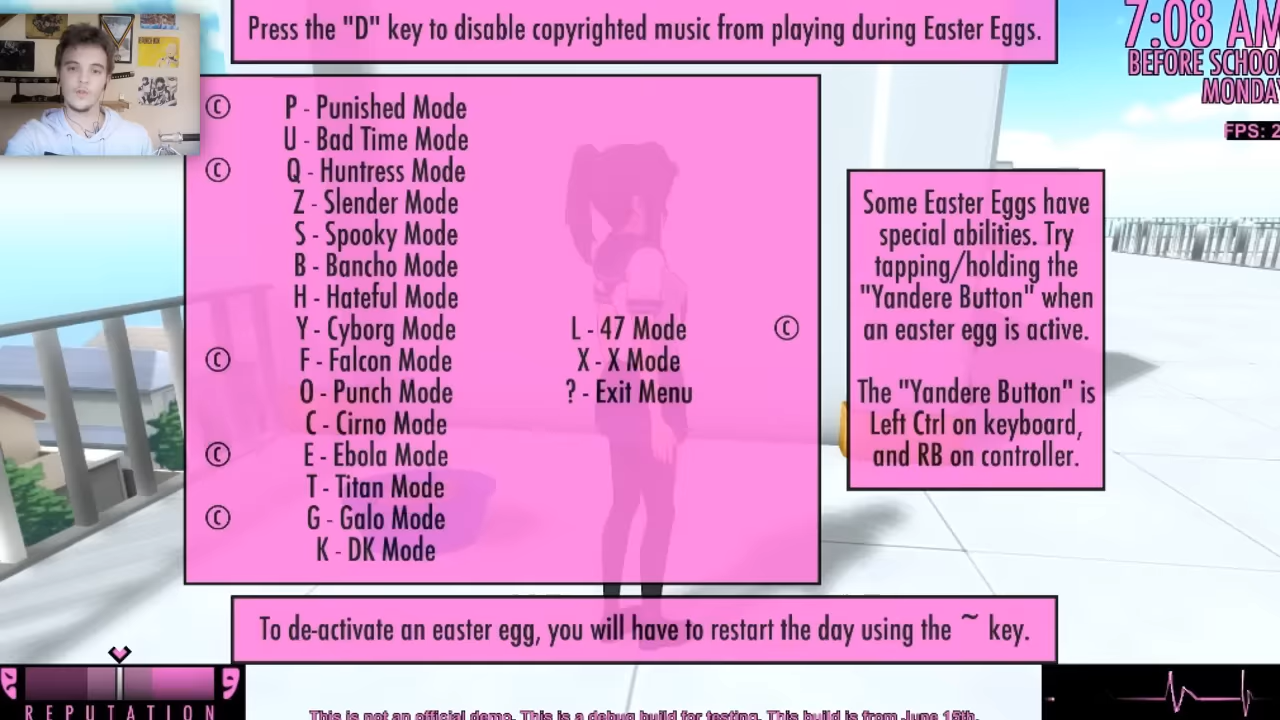 Press the "D" key to disable copyrighted music from playing during Easter Eggs.
7:08 AM
BEFORE SCHOOL
MONDAY
FPS: 2
© P - Punished Mode
U - Bad Time Mode
© Q - Huntress Mode
Z - Slender Mode
S - Spooky Mode
B - Bancho Mode
H - Hateful Mode
Y - Cyborg Mode
© F - Falcon Mode
O - Punch Mode
C - Cirno Mode
© E - Ebola Mode
T - Titan Mode
© G - Galo Mode
K - DK Mode
L - 47 Mode ©
X - X Mode
? - Exit Menu
Some Easter Eggs have
special abilities. Try
tapping/holding the
"Yandere Button" when
an easter egg is active.
The "Yandere Button" is
Left Ctrl on keyboard,
and RB on controller.
To de-activate an easter egg, you will have to restart the day using the ~ key.
REPUTATION
This is not an official demo. This is a debug build for testing. This build is from June 15th.